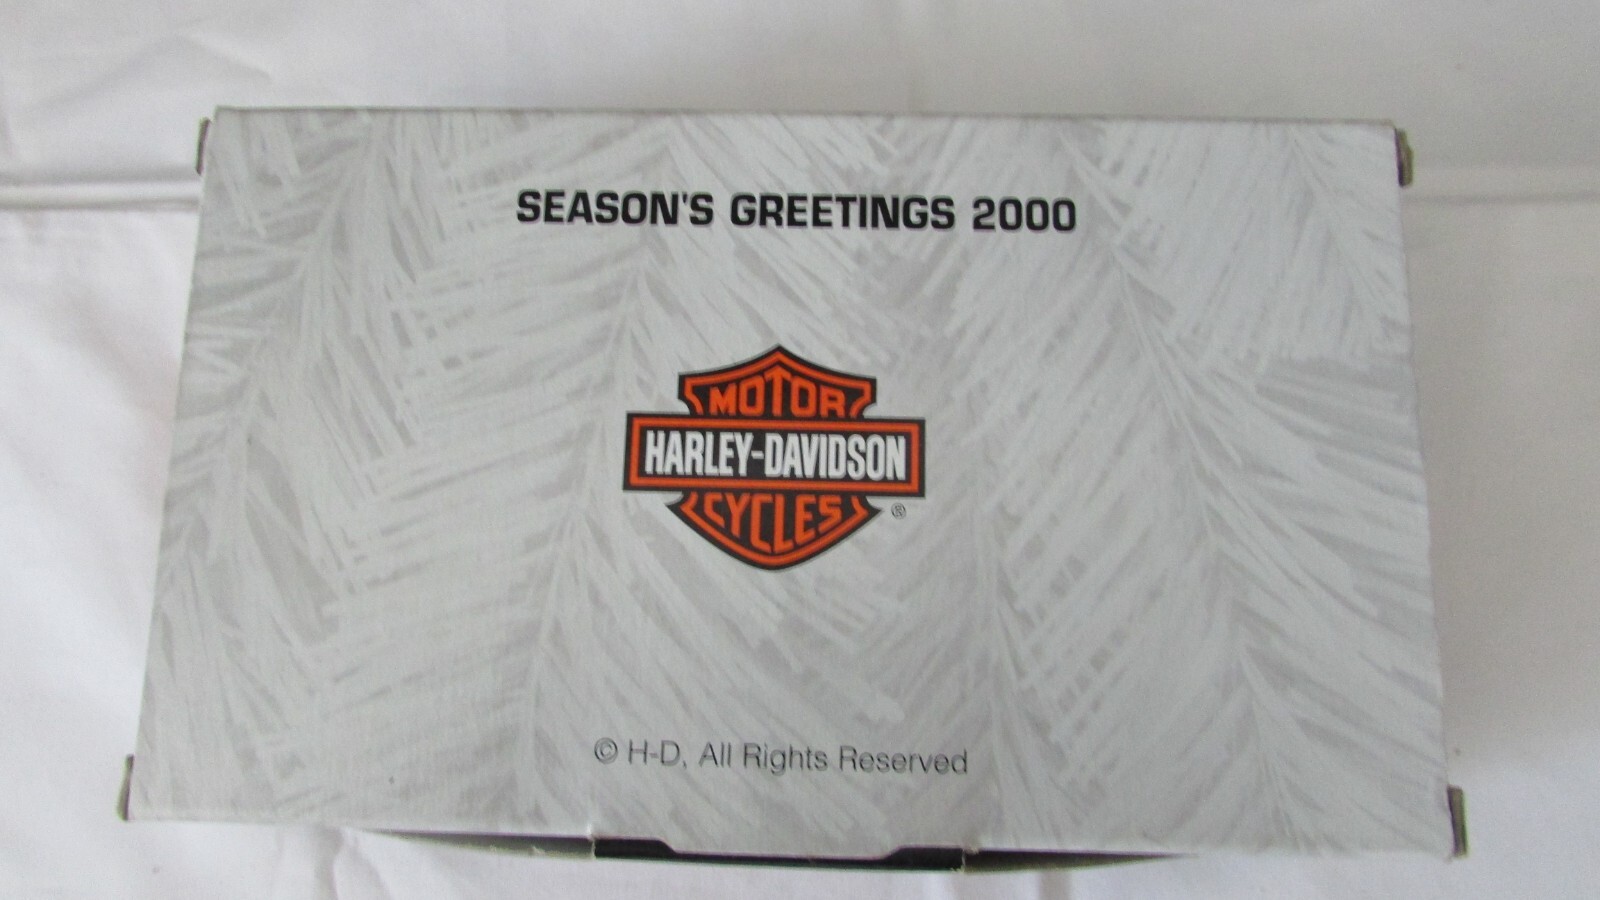 SEASON'S GREETINGS 2000
MOTOR
HARLEY-DAVIDSON
CYCLES
®
© H-D, All Rights Reserved